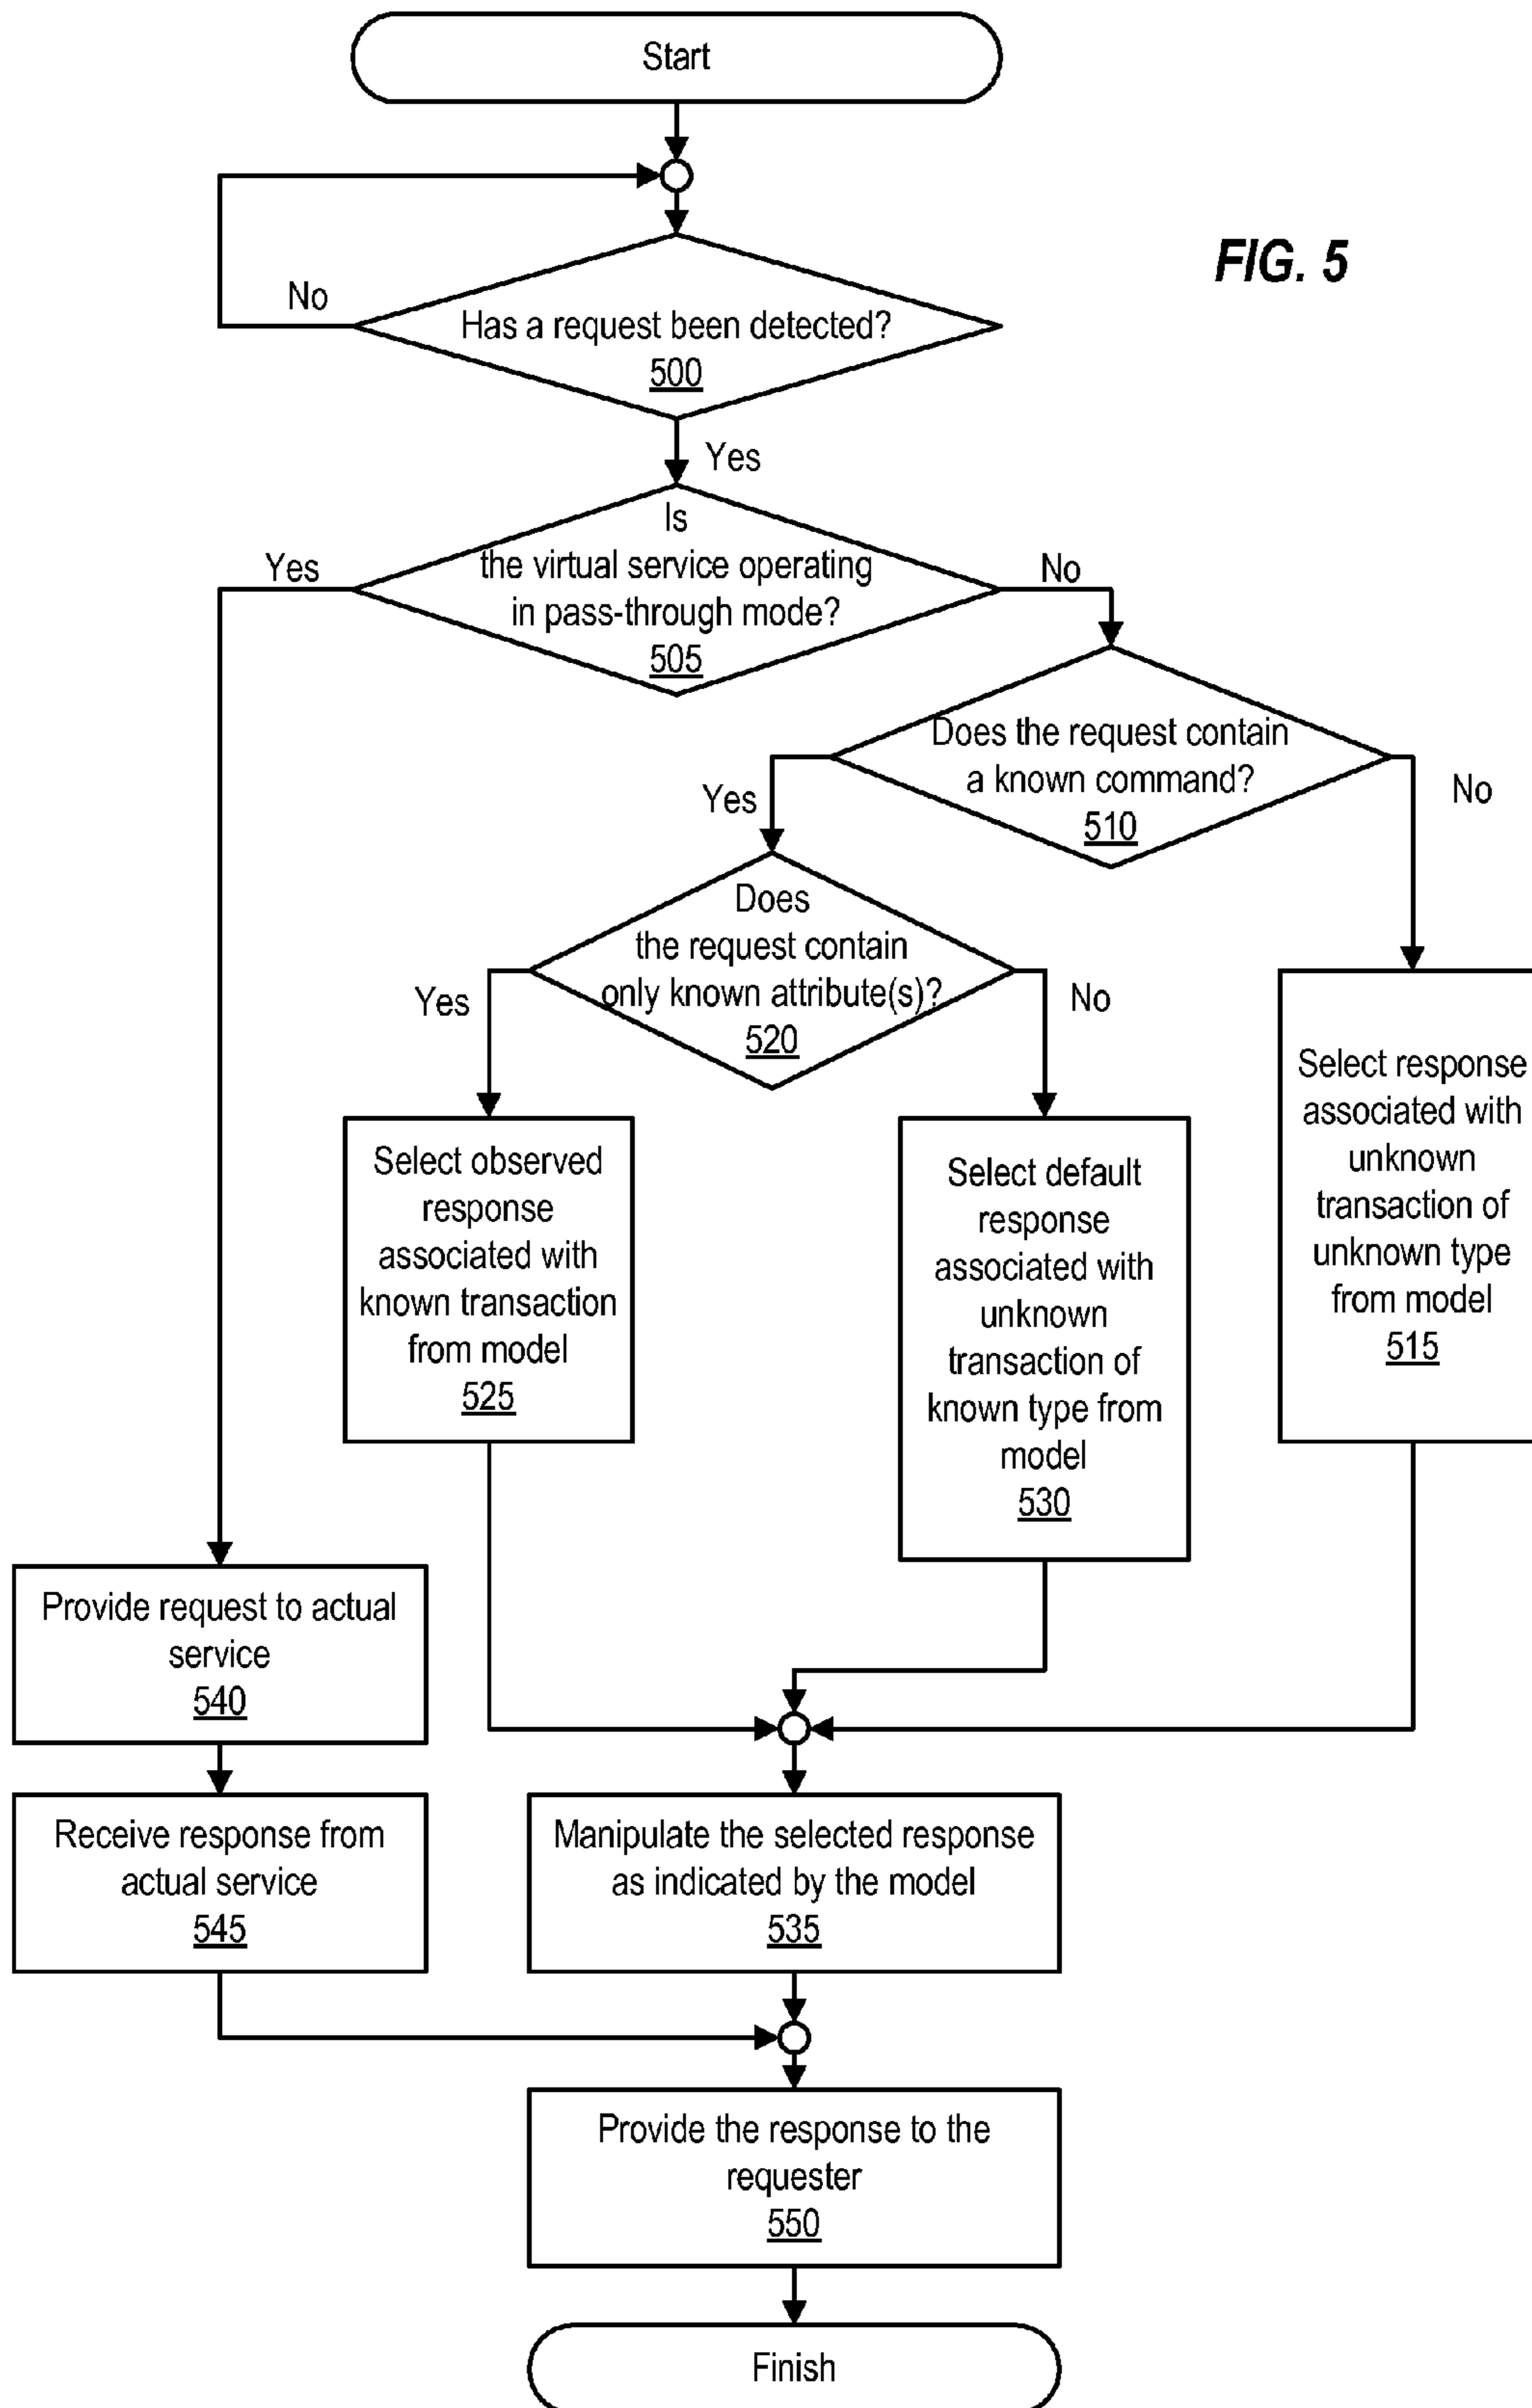 Start
FIG. 5
No
Has a request been detected?
500
Yes
Is
the virtual service operating
in pass-through mode?
505
Yes
No
Does the request contain
a known command?
510
Yes
No
Does
the request contain
only known attribute(s)?
520
Yes
No
Select observed
response
associated with
known transaction
from model
525
Select default
response
associated with
unknown
transaction of
known type from
model
530
Select response
associated with
unknown
transaction of
unknown type
from model
515
Provide request to actual
service
540
Receive response from
actual service
545
Manipulate the selected response
as indicated by the model
535
Provide the response to the
requester
550
Finish